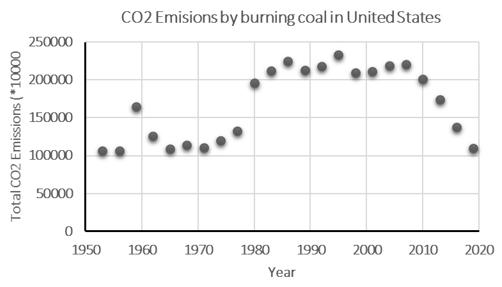 CO2 Emisions by burning coal in United States
Total CO2 Emissions (*10000
250000
200000
150000
100000
50000
0
1950 1960 1970 1980 1990 2000 2010 2020
Year